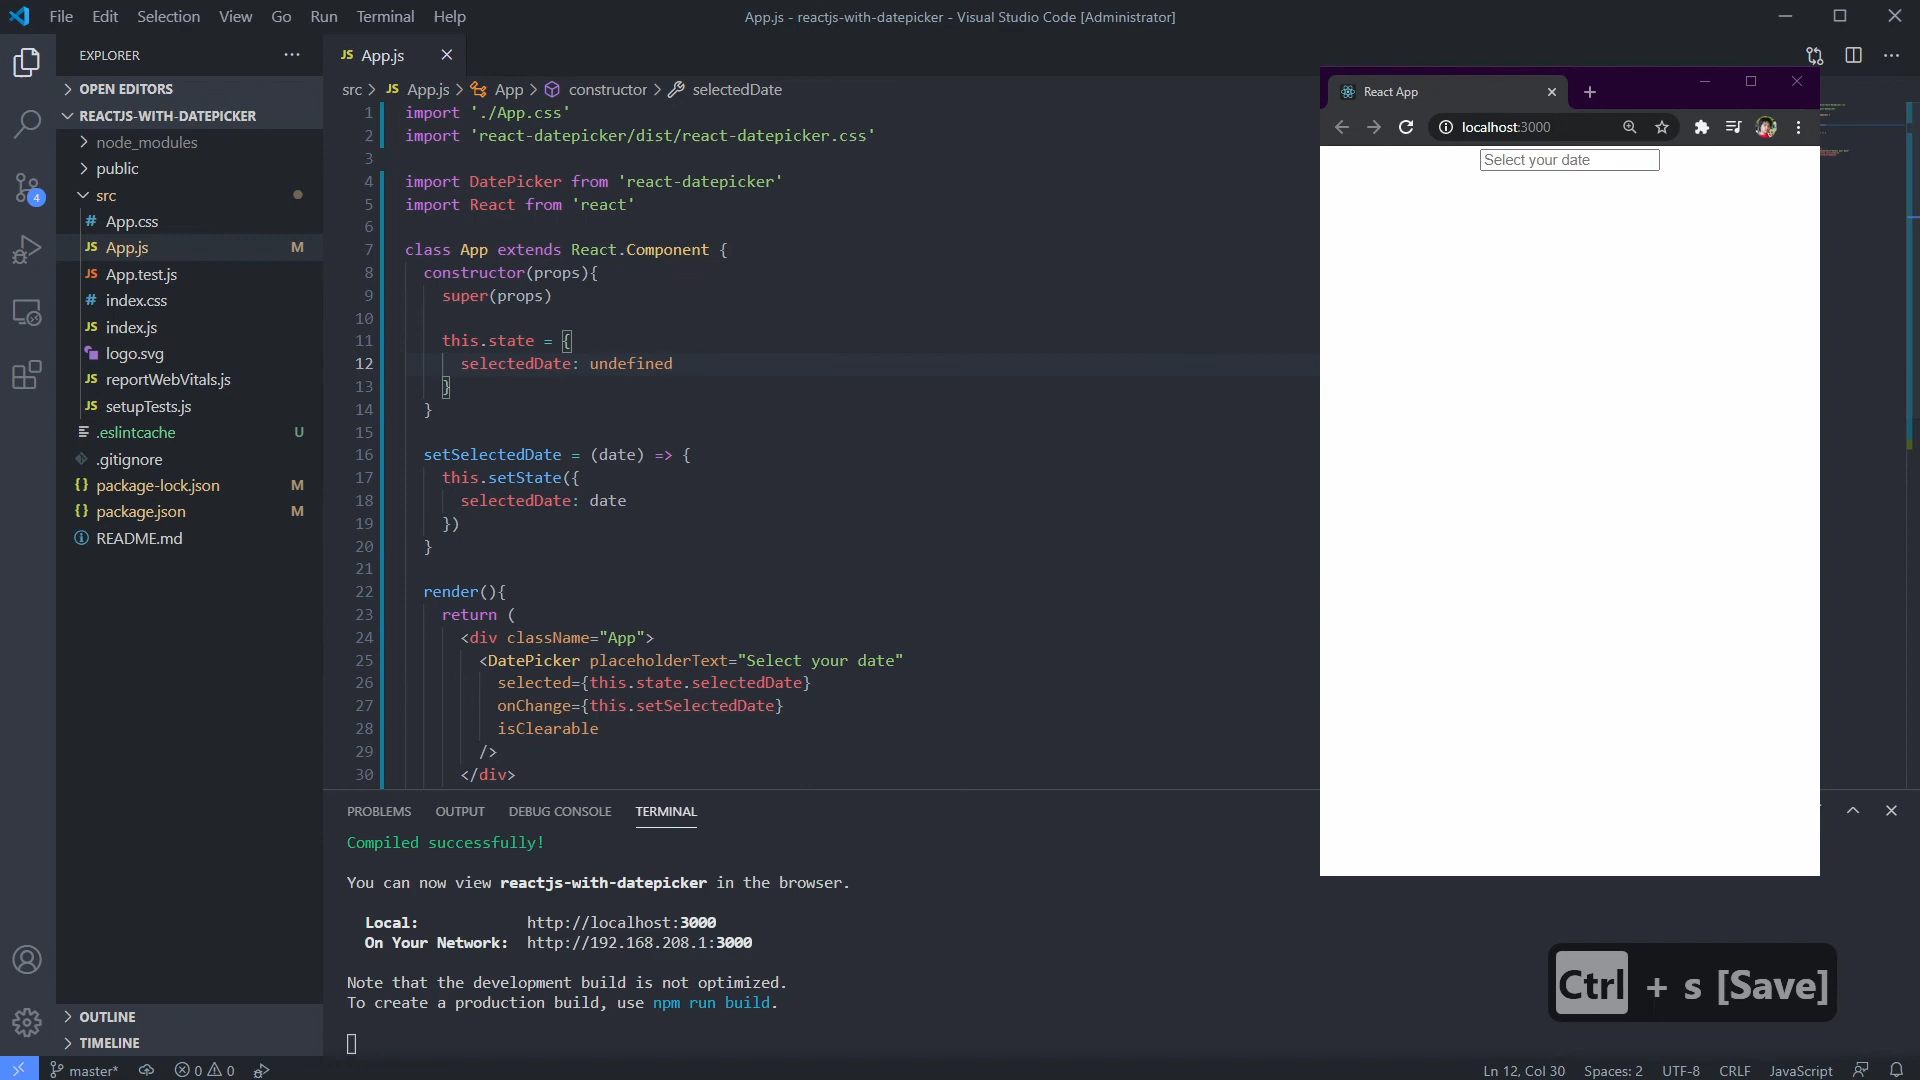 File Edit Selection View Go Run Terminal Help
App.js - reactjs-with-datepicker - Visual Studio Code [Administrator]
EXPLORER
OPEN EDITORS
REACTJS-WITH-DATEPICKER
node_modules
public
src
# App.css
JS App.js M
JS App.test.js
# index.css
JS index.js
logo.svg
JS reportWebVitals.js
JS setupTests.js
.eslintcache U
.gitignore
{} package-lock.json M
{} package.json M
README.md
OUTLINE
TIMELINE
4
JS App.js
src > JS App.js > App > constructor > selectedDate
1 import './App.css'
2 import 'react-datepicker/dist/react-datepicker.css'
3
4 import DatePicker from 'react-datepicker'
5 import React from 'react'
6
7 class App extends React.Component {
8 constructor(props){
9 super(props)
10
11 this.state = {
12 selectedDate: undefined
13 }
14 }
15
16 setSelectedDate = (date) => {
17 this.setState({
18 selectedDate: date
19 })
20 }
21
22 render(){
23 return (
24 <div className="App">
25 <DatePicker placeholderText="Select your date"
26 selected={this.state.selectedDate}
27 onChange={this.setSelectedDate}
28 isClearable
29 />
30 </div>
React App
localhost:3000
Select your date
PROBLEMS OUTPUT DEBUG CONSOLE TERMINAL
Compiled successfully!
You can now view reactjs-with-datepicker in the browser.
Local: http://localhost:3000
On Your Network: http://192.168.208.1:3000
Note that the development build is not optimized.
To create a production build, use npm run build.
Ctrl + s [Save]
master* 0 0
Ln 12, Col 30 Spaces: 2 UTF-8 CRLF JavaScript